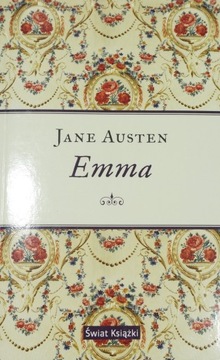 JANE AUSTEN
Emma
Świat Książki